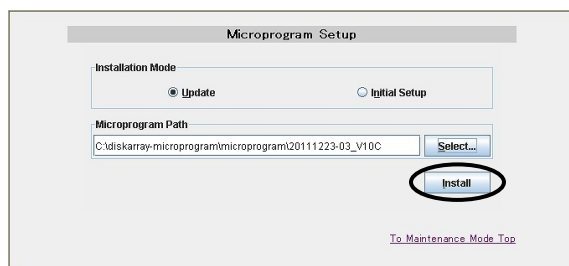 Microprogram Setup
Installation Mode
Update Initial Setup
Microprogram Path
C:\diskarray-microprogram\microprogram\20111223-03_V10C Select...
Install
To Maintenance Mode Top